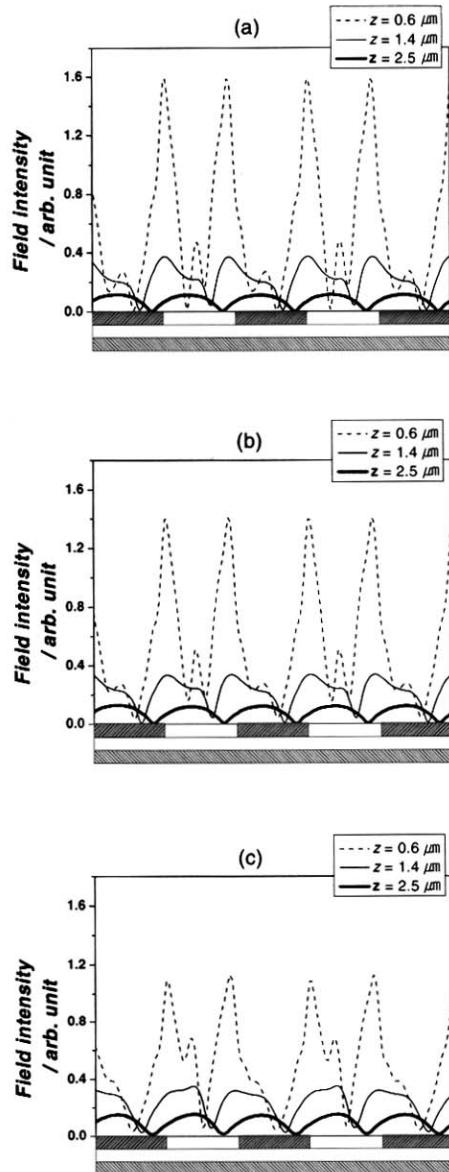 (a)
z = 0.6 μm
z = 1.4 μm
z = 2.5 μm
1.6
1.2
0.8
0.4
0.0
Field intensity
/ arb. unit
(b)
z = 0.6 μm
z = 1.4 μm
z = 2.5 μm
1.6
1.2
0.8
0.4
0.0
Field intensity
/ arb. unit
(c)
z = 0.6 μm
z = 1.4 μm
z = 2.5 μm
1.6
1.2
0.8
0.4
0.0
Field intensity
/ arb. unit